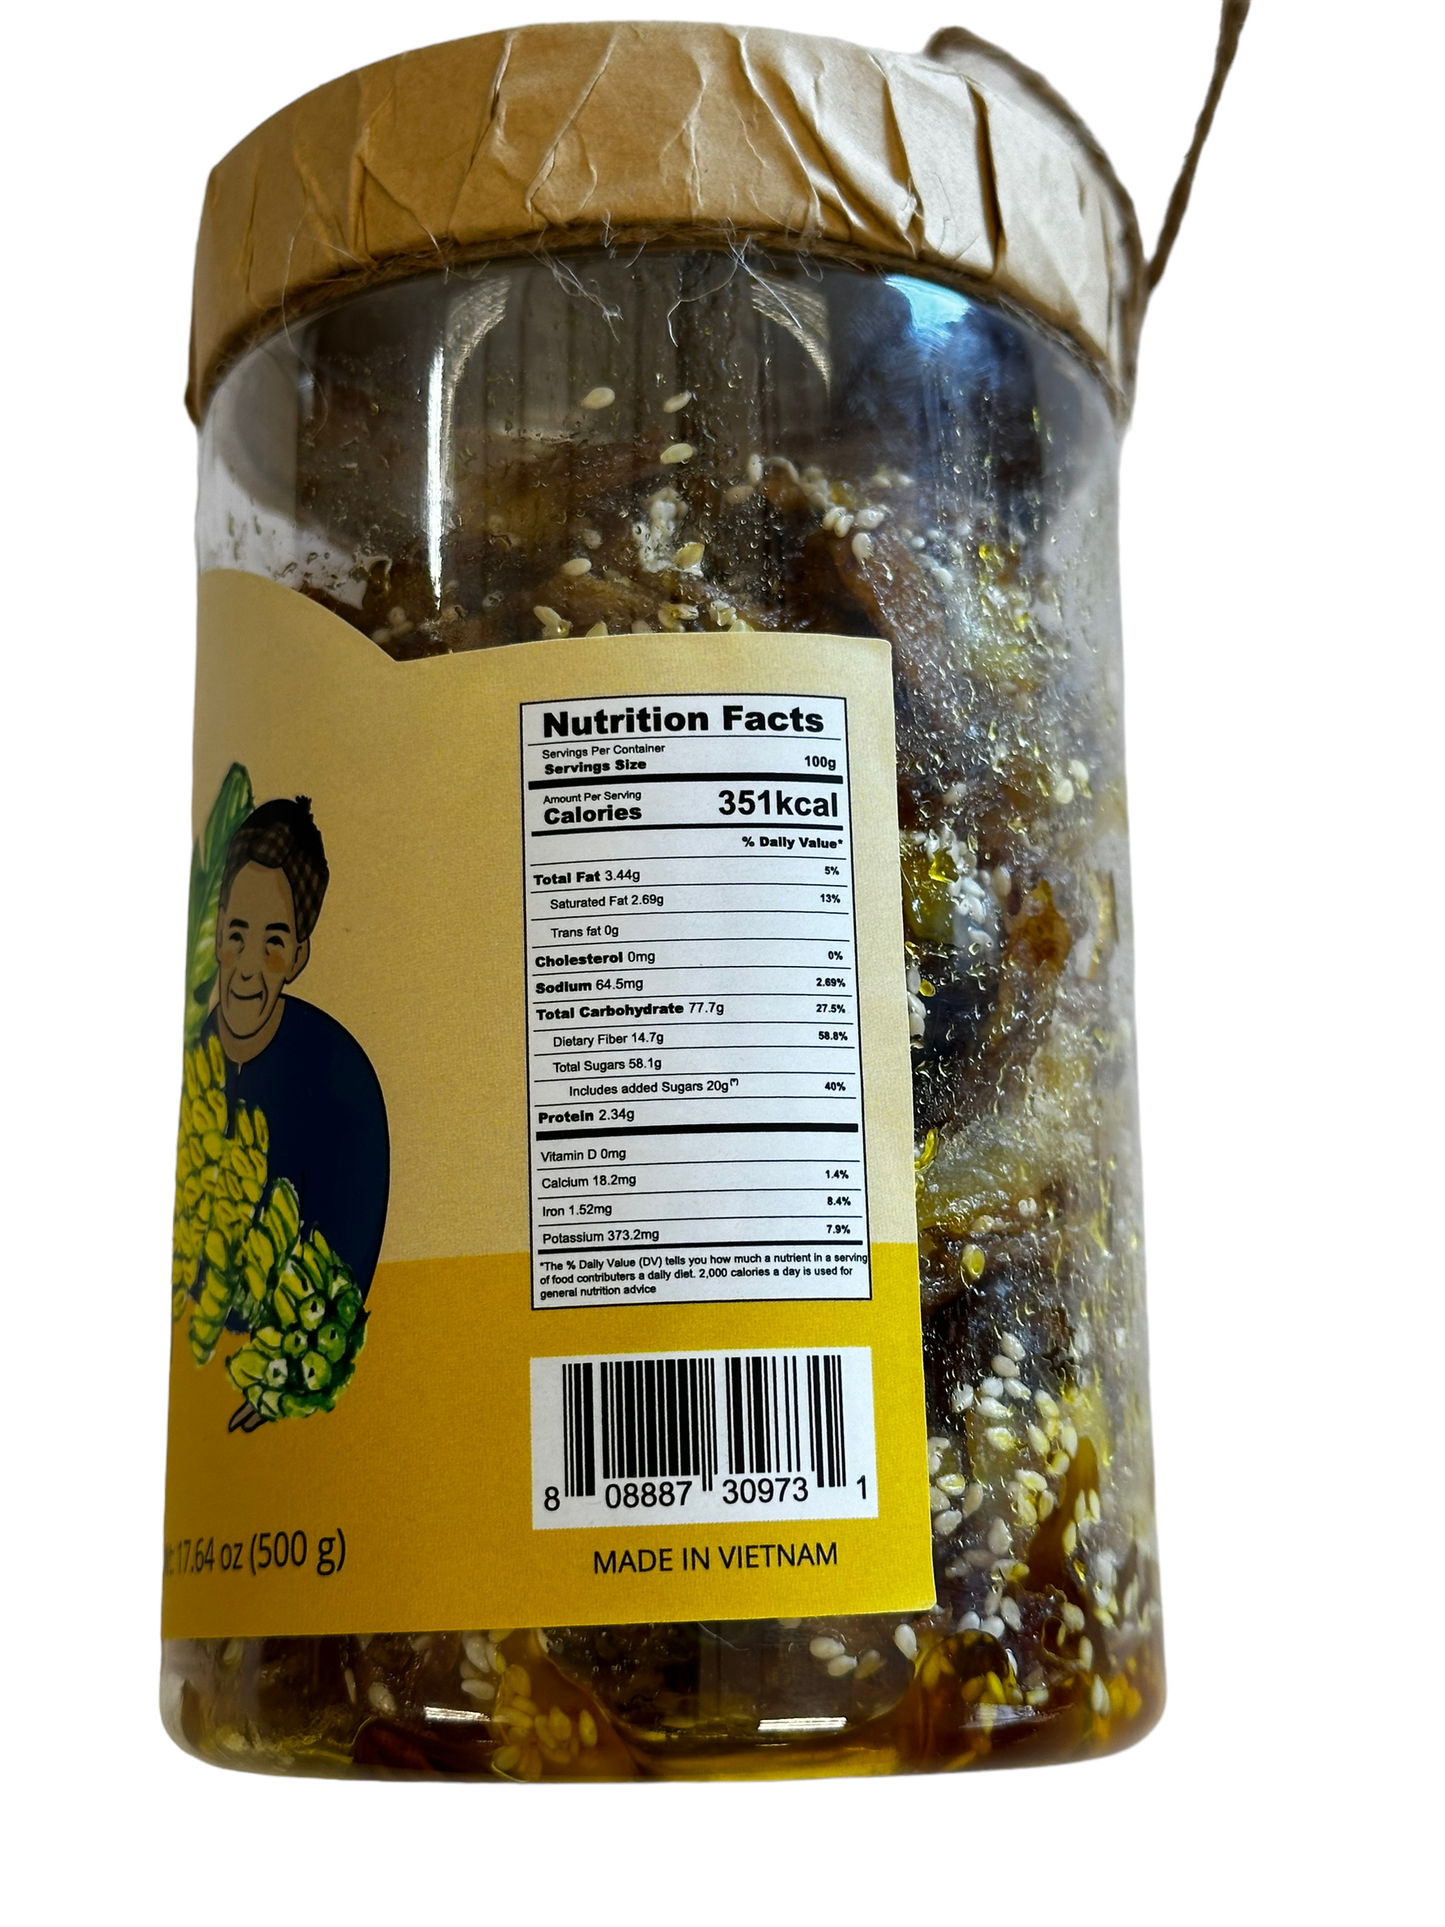 Nutrition Facts
Servings Per Container
Servings Size 100g
Amount Per Serving
Calories 351kcal
% Daily Value*
Total Fat 3.44g 5%
Saturated Fat 2.69g 13%
Trans fat 0g
Cholesterol 0mg 0%
Sodium 64.5mg 2.69%
Total Carbohydrate 77.7g 27.5%
Dietary Fiber 14.7g 58.8%
Total Sugars 58.1g
Includes added Sugars 20g(*) 40%
Protein 2.34g
Vitamin D 0mg
Calcium 18.2mg 1.4%
Iron 1.52mg 8.4%
Potassium 373.2mg 7.9%
*The % Daily Value (DV) tells you how much a nutrient in a serving
of food contributers a daily diet. 2,000 calories a day is used for
general nutrition advice
8 08887 30973 1
17.64 oz (500 g)
MADE IN VIETNAM